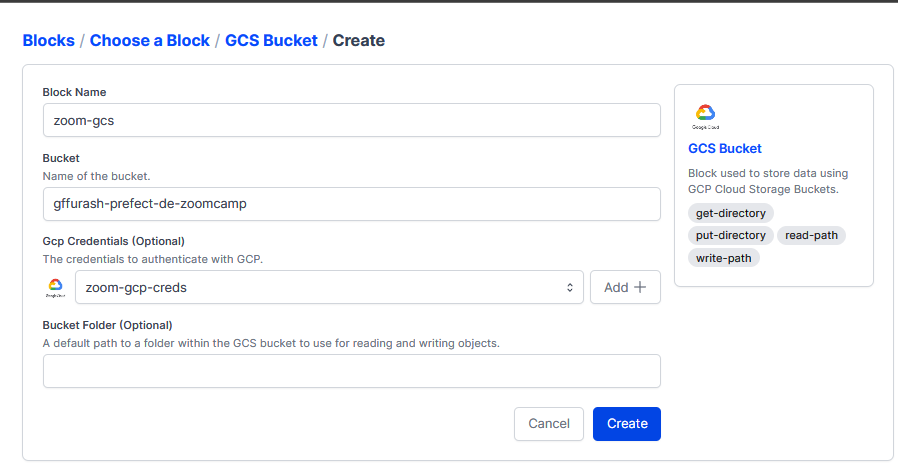 Blocks / Choose a Block / GCS Bucket / Create
Block Name
zoom-gcs
Bucket
Name of the bucket.
gffurash-prefect-de-zoomcamp
Gcp Credentials (Optional)
The credentials to authenticate with GCP.
Google Cloud
zoom-gcp-creds
Add +
Bucket Folder (Optional)
A default path to a folder within the GCS bucket to use for reading and writing objects.
Cancel
Create
Google Cloud
GCS Bucket
Block used to store data using
GCP Cloud Storage Buckets.
get-directory
put-directory read-path
write-path